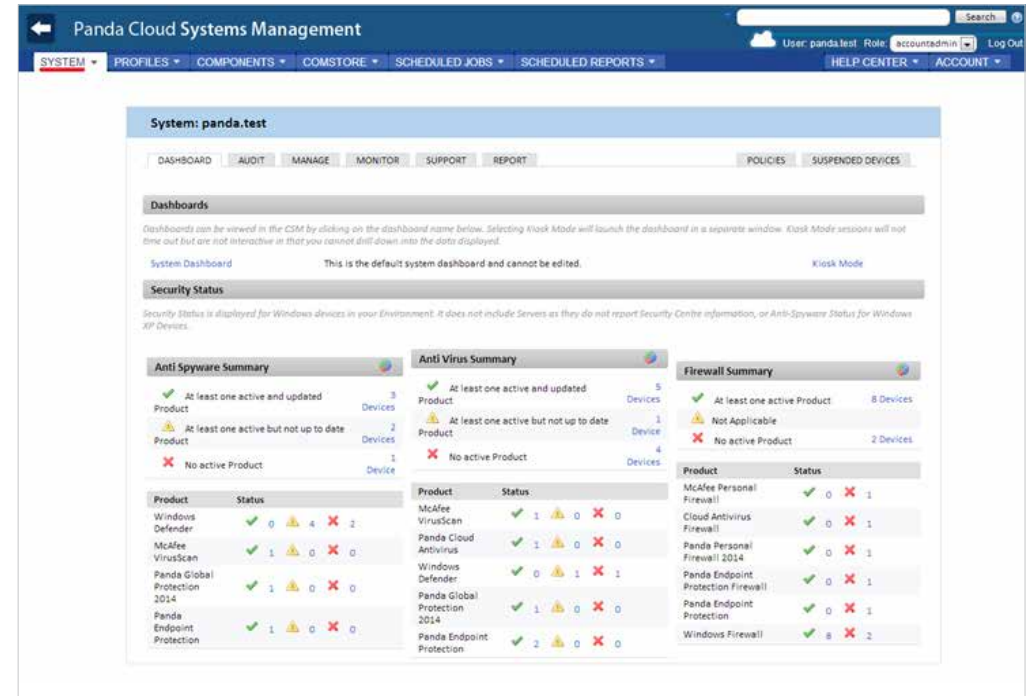 Panda Cloud Systems Management
Search
User: panda.test Role: accountadmin Log Out
SYSTEM PROFILES COMPONENTS COMSTORE SCHEDULED JOBS SCHEDULED REPORTS HELP CENTER ACCOUNT
System: panda.test
DASHBOARD AUDIT MANAGE MONITOR SUPPORT REPORT POLICIES SUSPENDED DEVICES
Dashboards
Dashboards can be viewed in the CSM by clicking on the dashboard name below. Selecting Kiosk Mode will launch the dashboard in a separate window. Kiosk Mode sessions will not
time out but are not interactive in that you cannot drill down into the data displayed.
System Dashboard This is the default system dashboard and cannot be edited. Kiosk Mode
Security Status
Security Status is displayed for Windows devices in your Environment. It does not include Servers as they do not report Security Centre information, or Anti-Spyware Status for Windows
XP Devices.
Anti Spyware Summary
At least one active and updated 3
Product Devices
At least one active but not up to date 2
Product Devices
No active Product 1
Device
Product Status
Windows
Defender 0 4 2
McAfee
VirusScan 1 0 0
Panda Global
Protection
2014 1 0 0
Panda
Endpoint
Protection 1 0 0
Anti Virus Summary
At least one active and updated 5
Product Devices
At least one active but not up to date 1
Product Device
No active Product 4
Devices
Product Status
McAfee
VirusScan 1 0 0
Panda Cloud
Antivirus 1 0 0
Windows
Defender 0 1 1
Panda Global
Protection
2014 1 0 0
Panda Endpoint
Protection 2 0 0
Firewall Summary
At least one active Product 8 Devices
Not Applicable
No active Product 2 Devices
Product Status
McAfee Personal
Firewall 0 1
Cloud Antivirus
Firewall 0 1
Panda Personal
Firewall 2014 0 1
Panda Endpoint
Protection Firewall 0 1
Panda Endpoint
Protection 0 1
Windows Firewall 8 2